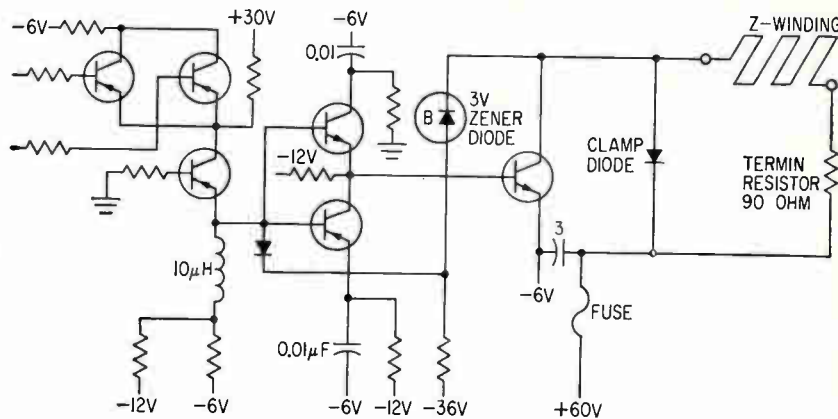 -6V
+30V
-6V
0.01
Z-WINDING
B
3V
ZENER
DIODE
-12V
CLAMP
DIODE
TERMIN
RESISTOR
90 OHM
10μH
3
-6V
FUSE
0.01μF
-12V
-6V
-6V
-12V
-36V
+60V